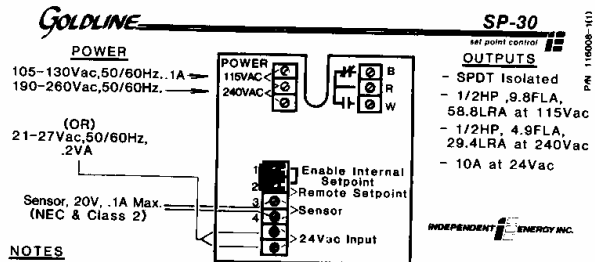 GOLDLINE
SP-30
set point control
P/N 116008-1(1)
POWER
105-130Vac,50/60Hz,.1A
190-260Vac,50/60Hz,.
(OR)
21-27Vac,50/60Hz,
.2VA
Sensor, 20V, .1A Max.
(NEC & Class 2)
NOTES
POWER
115VAC
240VAC
B
R
W
1
Enable Internal
Setpoint
2
Remote Setpoint
3
Sensor
4
24Vac Input
OUTPUTS
- SPDT Isolated
- 1/2HP ,9.8FLA,
58.8LRA at 115Vac
- 1/2HP, 4.9FLA,
29.4LRA at 240Vac
- 10A at 24Vac
INDEPENDENT ENERGY INC.